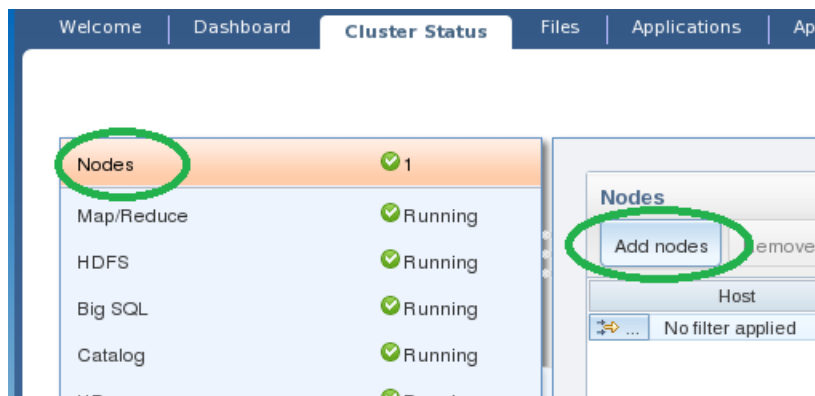 Welcome Dashboard Cluster Status Files Applications
Nodes 1
Map/Reduce Running
HDFS Running
Big SQL Running
Catalog Running
Nodes
Add nodes
Host
... No filter applied